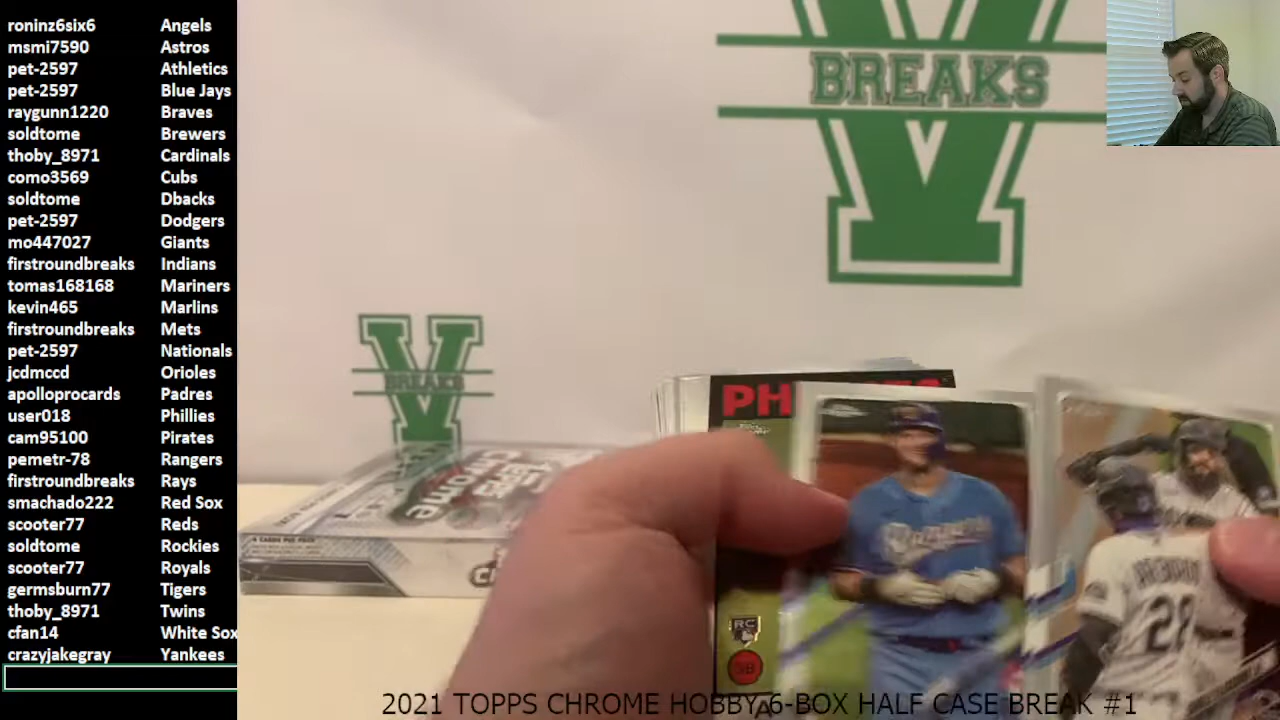 roninz6six6 Angels
msmi7590 Astros
pet-2597 Athletics
pet-2597 Blue Jays
raygunn1220 Braves
soldtome Brewers
thoby_8971 Cardinals
como3569 Cubs
soldtome Dbacks
pet-2597 Dodgers
mo447027 Giants
firstroundbreaks Indians
tomas168168 Mariners
kevin465 Marlins
firstroundbreaks Mets
pet-2597 Nationals
jcdmccd Orioles
apolloprocards Padres
user018 Phillies
cam95100 Pirates
pemetr-78 Rangers
firstroundbreaks Rays
smachado222 Red Sox
scooter77 Reds
soldtome Rockies
scooter77 Royals
germsburn77 Tigers
thoby_8971 Twins
cfan14 White Sox
crazyjakegray Yankees
V
BREAKS
V
BREAKS
Topps
Chrome
PH
Rangers
28
RC
2021 TOPPS CHROME HOBBY 6-BOX HALF CASE BREAK #1